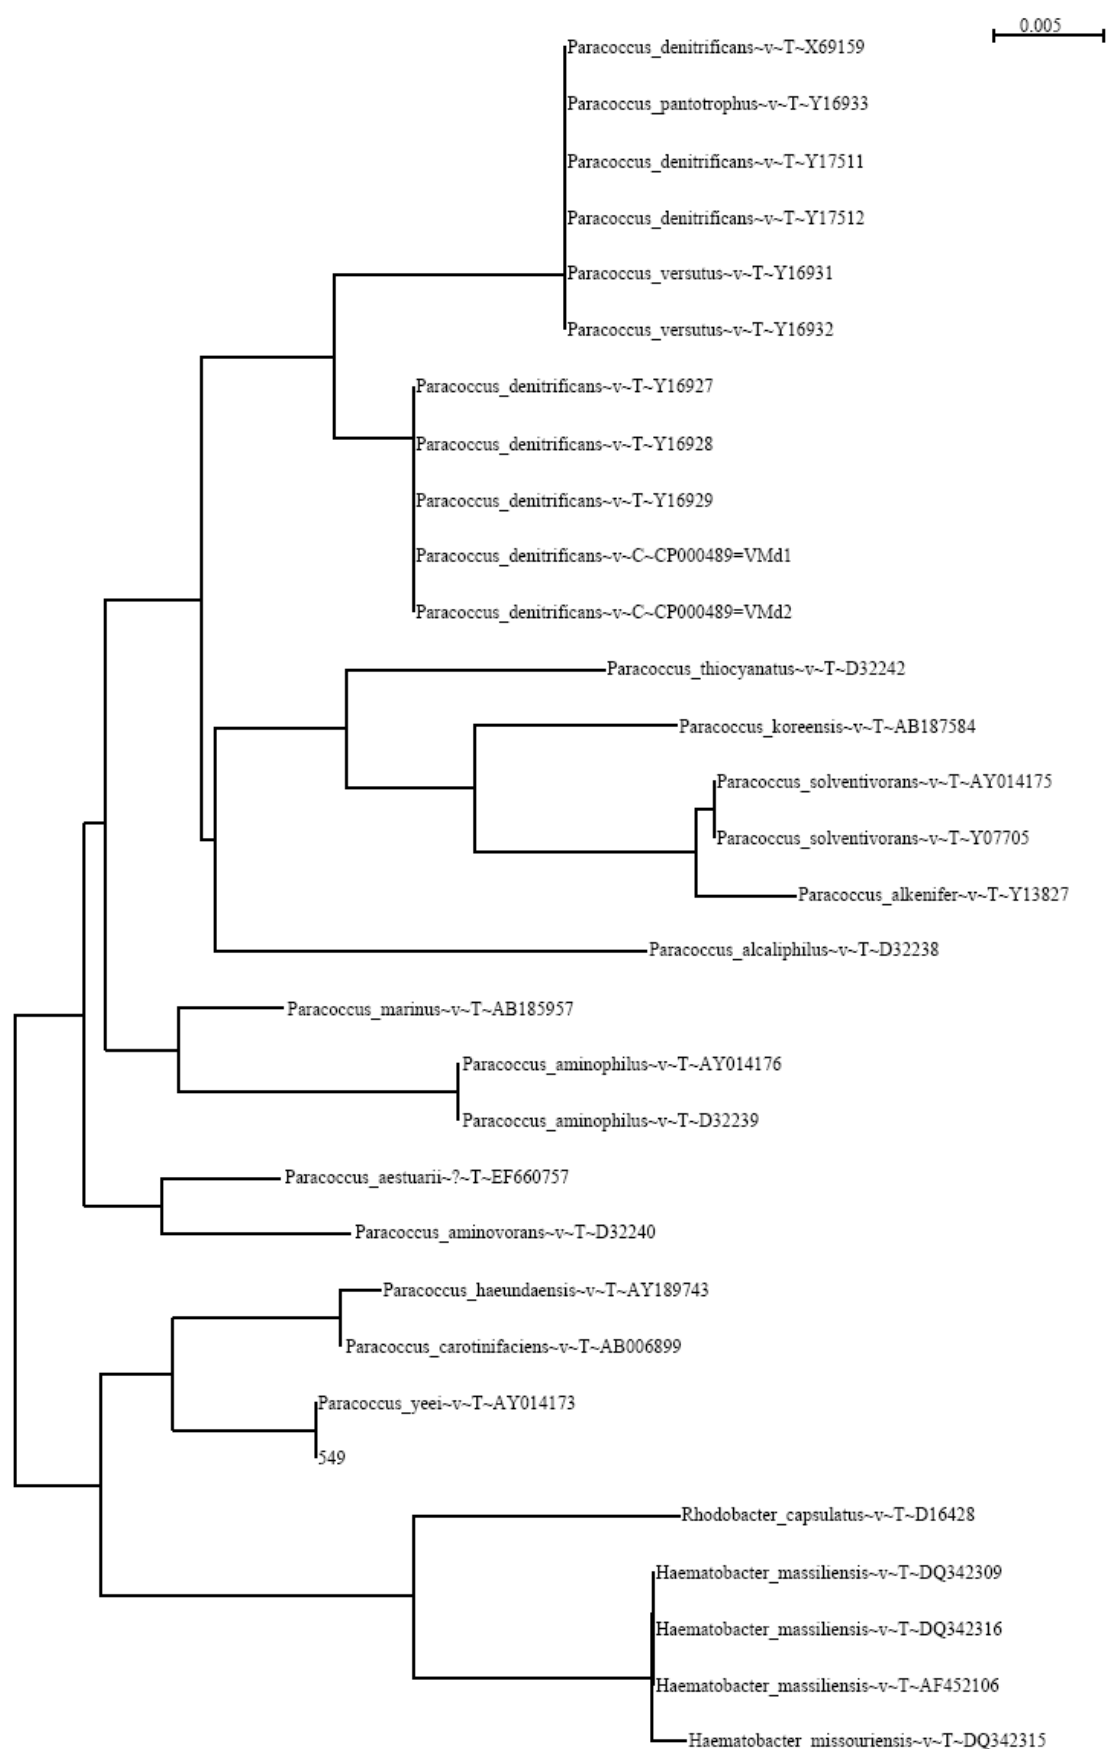 0.005
Paracoccus_denitrificans~v~T~X69159
Paracoccus_pantotrophus~v~T~Y16933
Paracoccus_denitrificans~v~T~Y17511
Paracoccus_denitrificans~v~T~Y17512
Paracoccus_versutus~v~T~Y16931
Paracoccus_versutus~v~T~Y16932
Paracoccus_denitrificans~v~T~Y16927
Paracoccus_denitrificans~v~T~Y16928
Paracoccus_denitrificans~v~T~Y16929
Paracoccus_denitrificans~v~C~CP000489=VMd1
Paracoccus_denitrificans~v~C~CP000489=VMd2
Paracoccus_thiocyanatus~v~T~D32242
Paracoccus_koreensis~v~T~AB187584
Paracoccus_solventivorans~v~T~AY014175
Paracoccus_solventivorans~v~T~Y07705
Paracoccus_alkenifer~v~T~Y13827
Paracoccus_alcaliphilus~v~T~D32238
Paracoccus_marinus~v~T~AB185957
Paracoccus_aminophilus~v~T~AY014176
Paracoccus_aminophilus~v~T~D32239
Paracoccus_aestuarii~?~T~EF660757
Paracoccus_aminovorans~v~T~D32240
Paracoccus_haeundaensis~v~T~AY189743
Paracoccus_carotinifaciens~v~T~AB006899
Paracoccus_yeei~v~T~AY014173
549
Rhodobacter_capsulatus~v~T~D16428
Haematobacter_massiliensis~v~T~DQ342309
Haematobacter_massiliensis~v~T~DQ342316
Haematobacter_massiliensis~v~T~AF452106
Haematobacter_missouriensis~v~T~DQ342315